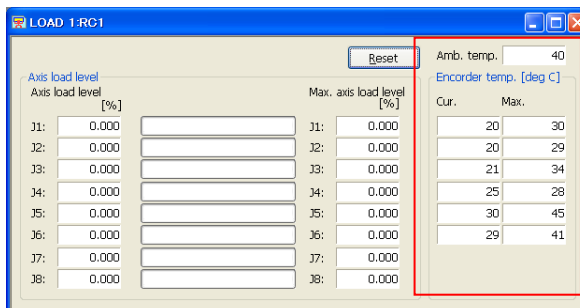 LOAD 1:RC1
Reset Amb. temp. 40
Axis load level Encorder temp. [deg C]
Axis load level Max. axis load level
[%] [%] Cur. Max.
J1: 0.000 J1: 0.000 20 30
J2: 0.000 J2: 0.000 20 29
J3: 0.000 J3: 0.000 21 34
J4: 0.000 J4: 0.000 25 28
J5: 0.000 J5: 0.000 30 45
J6: 0.000 J6: 0.000 29 41
J7: 0.000 J7: 0.000
J8: 0.000 J8: 0.000